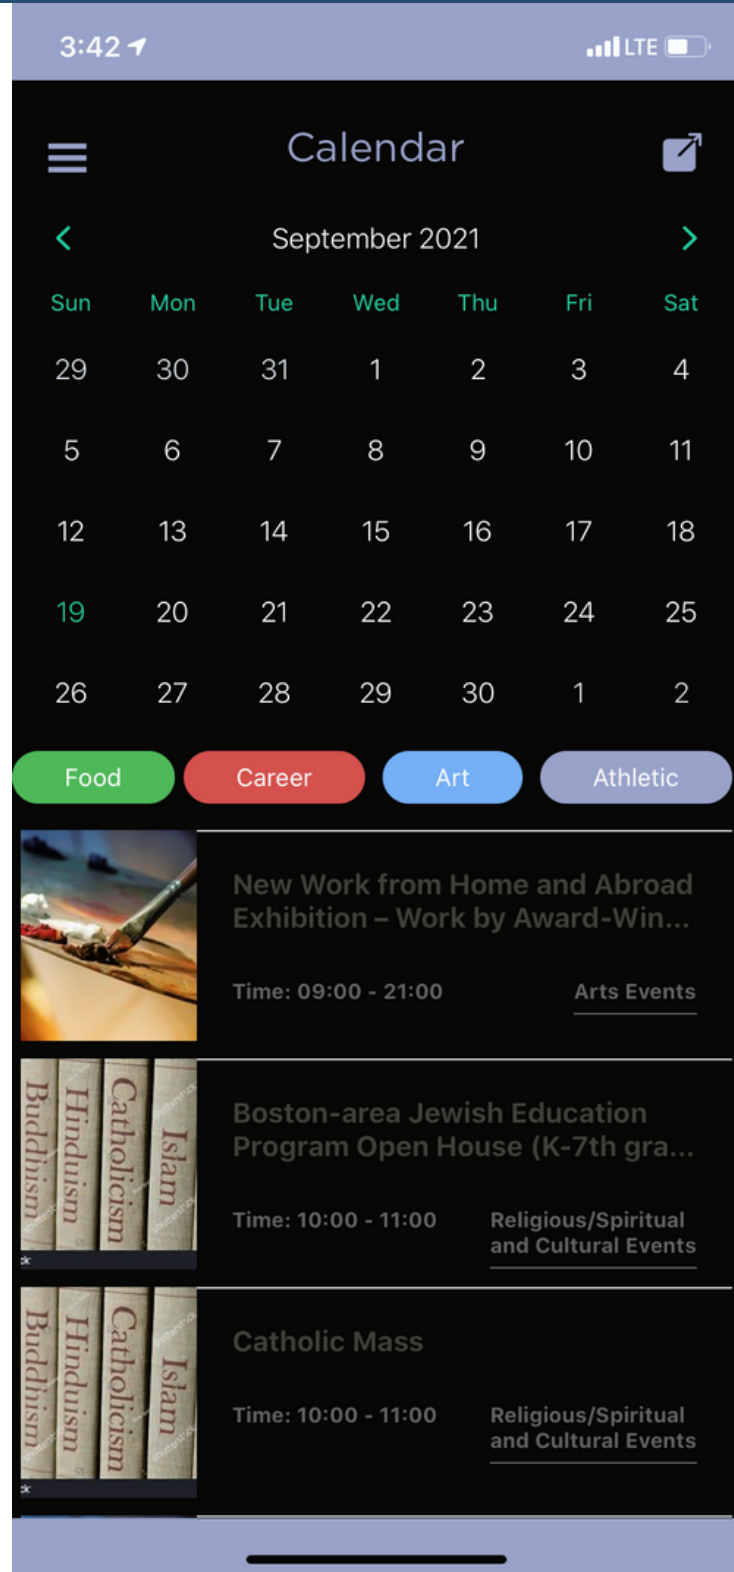 3:42 LTE
Calendar
September 2021
Sun Mon Tue Wed Thu Fri Sat
29 30 31 1 2 3 4
5 6 7 8 9 10 11
12 13 14 15 16 17 18
19 20 21 22 23 24 25
26 27 28 29 30 1 2
Food Career Art Athletic
New Work from Home and Abroad
Exhibition – Work by Award-Win...
Time: 09:00 - 21:00 Arts Events
Buddhism
Hinduism
Catholicism
Islam
Boston-area Jewish Education
Program Open House (K-7th gra...
Time: 10:00 - 11:00 Religious/Spiritual
and Cultural Events
Buddhism
Hinduism
Catholicism
Islam
Catholic Mass
Time: 10:00 - 11:00 Religious/Spiritual
and Cultural Events